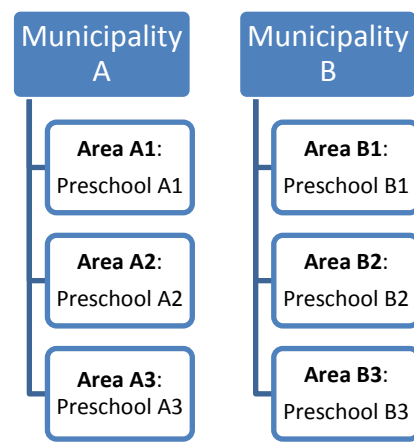 Municipality
A
Area A1:
Preschool A1
Area A2:
Preschool A2
Area A3:
Preschool A3
Municipality
B
Area B1:
Preschool B1
Area B2:
Preschool B2
Area B3:
Preschool B3